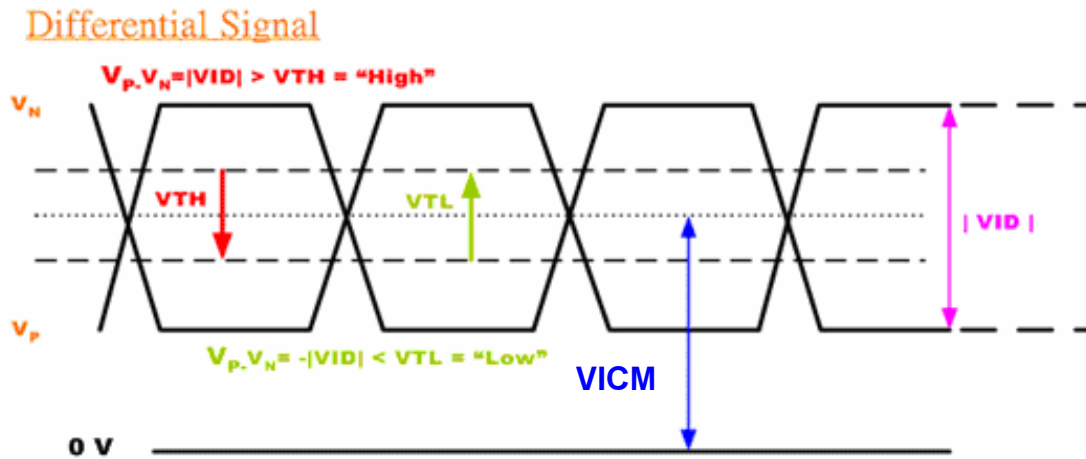 Differential Signal
VP-VN=|VID| > VTH = "High"
VN
VTH
VTL
| VID |
VP
VP-VN= -|VID| < VTL = "Low"
VICM
0 V